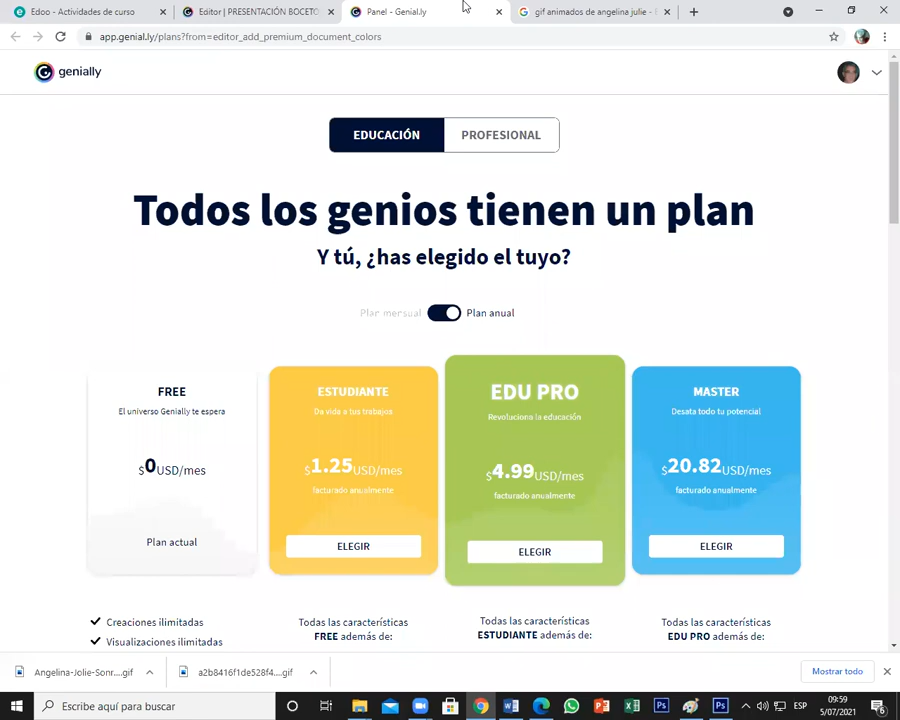 Edoo - Actividades de curso
Editor | PRESENTACIÓN BOCETO
Panel - Genial.ly
gif animados de angelina julie - B
app.genial.ly/plans?from=editor_add_premium_document_colors
genially
EDUCACIÓN
PROFESIONAL
Todos los genios tienen un plan
Y tú, ¿has elegido el tuyo?
Plan mensual
Plan anual
FREE
El universo Genially te espera
$0USD/mes
Plan actual
ESTUDIANTE
Da vida a tus trabajos
$1.25USD/mes
facturado anualmente
ELEGIR
EDU PRO
Revoluciona la educación
$4.99USD/mes
facturado anualmente
ELEGIR
MASTER
Desata todo tu potencial
$20.82USD/mes
facturado anualmente
ELEGIR
Creaciones ilimitadas
Visualizaciones ilimitadas
Todas las características
FREE además de:
Todas las características
ESTUDIANTE además de:
Todas las características
EDU PRO además de:
Angelina-Jolie-Sonr....gif
a2b8416f1de528f4....gif
Mostrar todo
Escribe aquí para buscar
ESP
09:59
5/07/2021
6